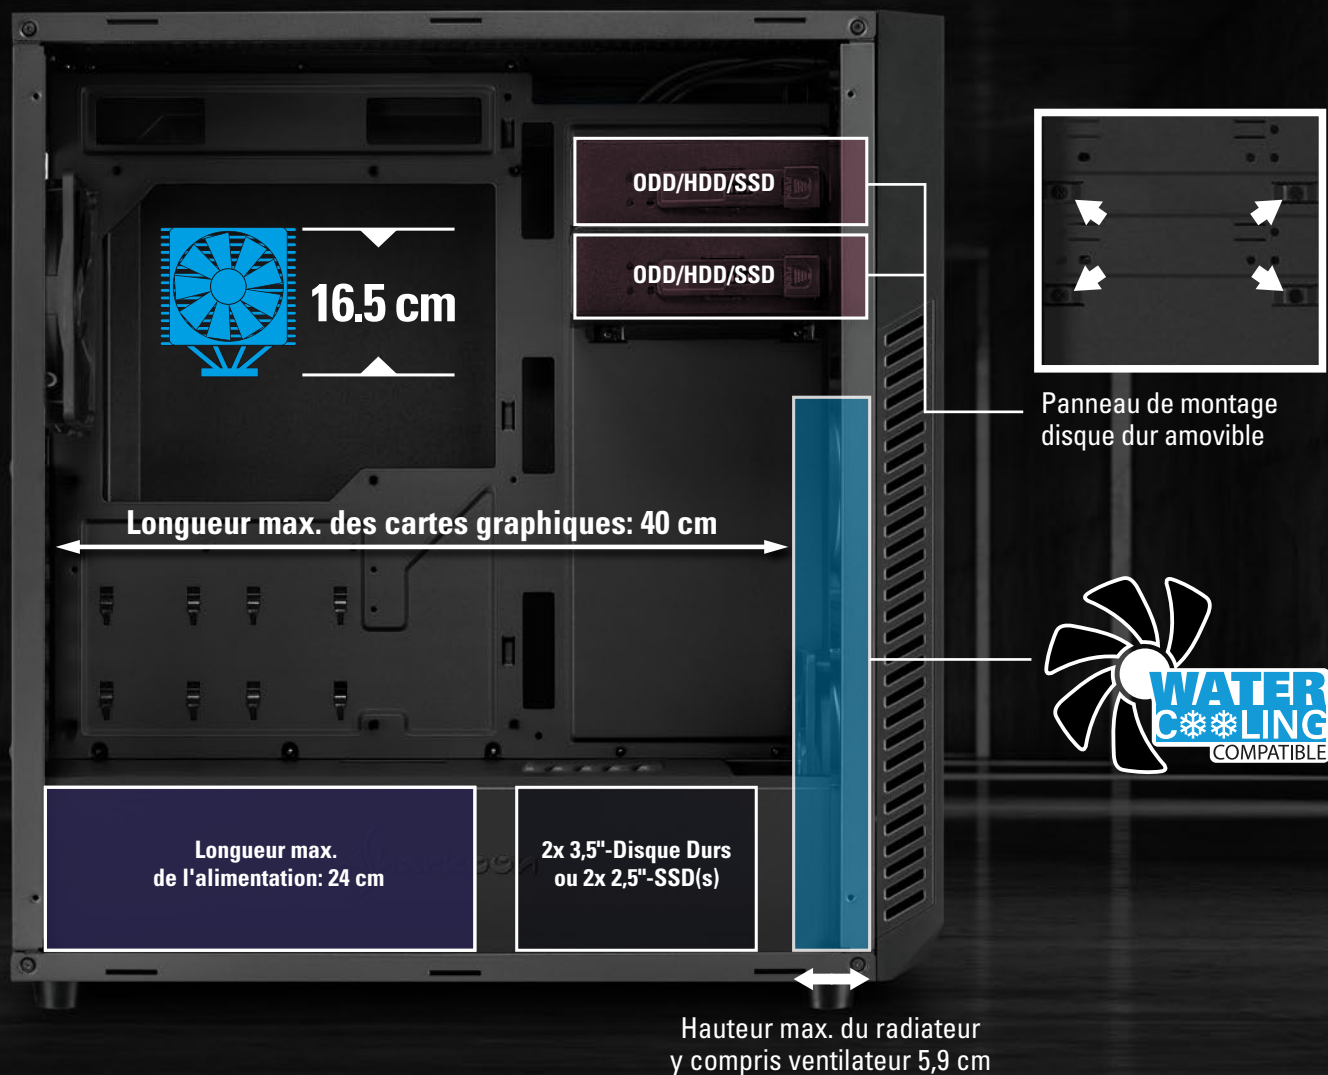 ODD/HDD/SSD
ODD/HDD/SSD
16.5 cm
Panneau de montage
disque dur amovible
Longueur max. des cartes graphiques: 40 cm
WATER
COOLING
COMPATIBLE
Longueur max.
de l'alimentation: 24 cm
2x 3,5"-Disque Durs
ou 2x 2,5"-SSD(s)
Hauteur max. du radiateur
y compris ventilateur 5,9 cm